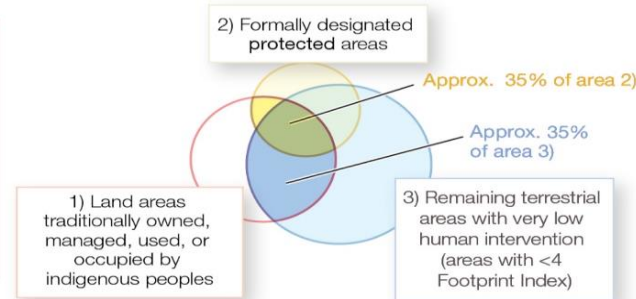 2) Formally designated
protected areas
Approx. 35% of area 2)
Approx. 35%
of area 3)
1) Land areas
traditionally owned,
managed, used, or
occupied by
indigenous peoples
3) Remaining terrestrial
areas with very low
human intervention
(areas with <4
Footprint Index)